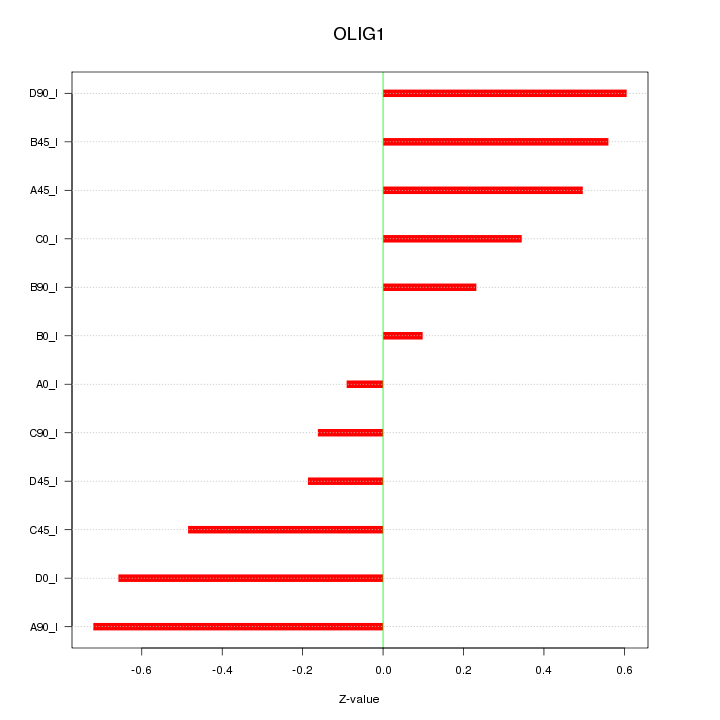 OLIG1
D90_I
B45_I
A45_I
C0_I
B90_I
B0_I
A0_I
C90_I
D45_I
C45_I
D0_I
A90_I
-0.6 -0.4 -0.2 0.0 0.2 0.4 0.6
Z-value